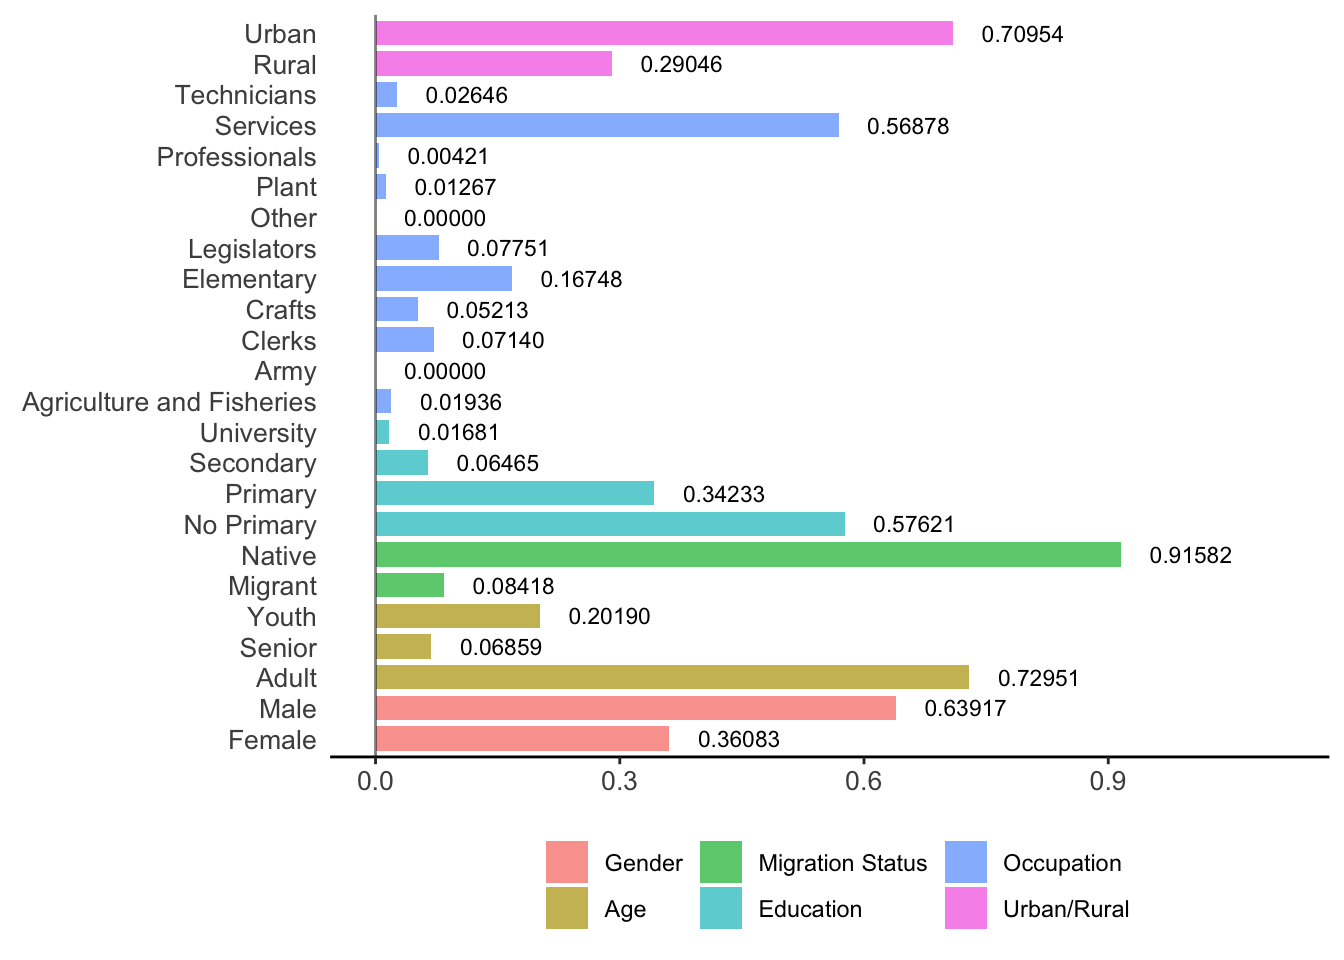 Urban 0.70954
Rural 0.29046
Technicians 0.02646
Services 0.56878
Professionals 0.00421
Plant 0.01267
Other 0.00000
Legislators 0.07751
Elementary 0.16748
Crafts 0.05213
Clerks 0.07140
Army 0.00000
Agriculture and Fisheries 0.01936
University 0.01681
Secondary 0.06465
Primary 0.34233
No Primary 0.57621
Native 0.91582
Migrant 0.08418
Youth 0.20190
Senior 0.06859
Adult 0.72951
Male 0.63917
Female 0.36083
0.0 0.3 0.6 0.9
Gender Migration Status Occupation
Age Education Urban/Rural